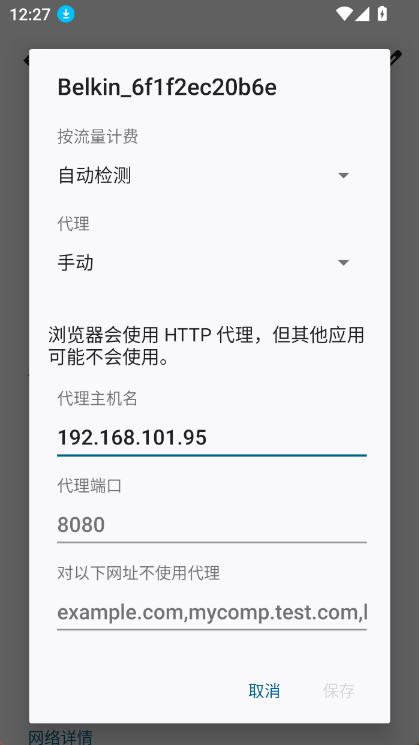 12:27
Belkin_6f1f2ec20b6e
按流量计费
自动检测
代理
手动
浏览器会使用 HTTP 代理，但其他应用
可能不会使用。
代理主机名
192.168.101.95
代理端口
8080
对以下网址不使用代理
example.com,mycomp.test.com,l
取消
保存
网络详情